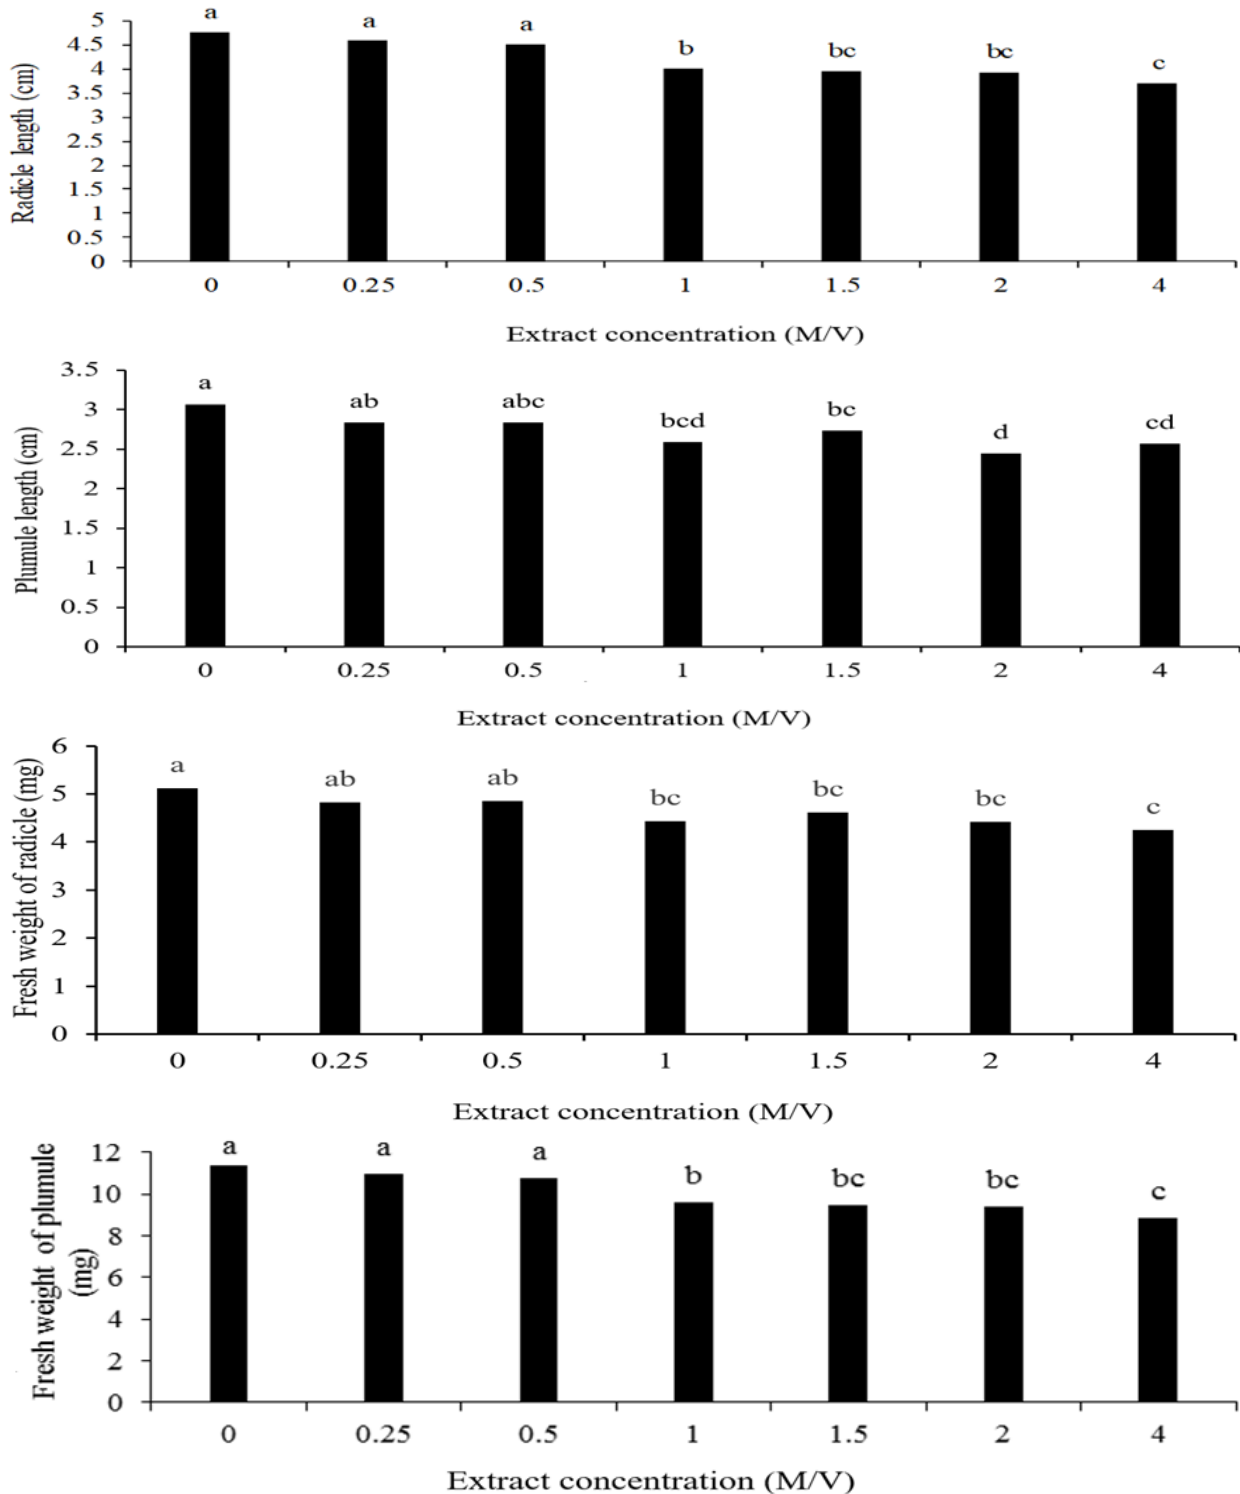 Radicle length (cm)
5
4.5
4
3.5
3
2.5
2
1.5
1
0.5
0
a a a b bc bc c
0 0.25 0.5 1 1.5 2 4
Extract concentration (M/V)
Plumule length (cm)
3.5
3
2.5
2
1.5
1
0.5
0
a ab abc bcd bc d cd
0 0.25 0.5 1 1.5 2 4
Extract concentration (M/V)
Fresh weight of radicle (mg)
6
5
4
3
2
1
0
a ab ab bc bc bc c
0 0.25 0.5 1 1.5 2 4
Extract concentration (M/V)
Fresh weight of plumule
(mg)
12
10
8
6
4
2
0
a a a b bc bc c
0 0.25 0.5 1 1.5 2 4
Extract concentration (M/V)